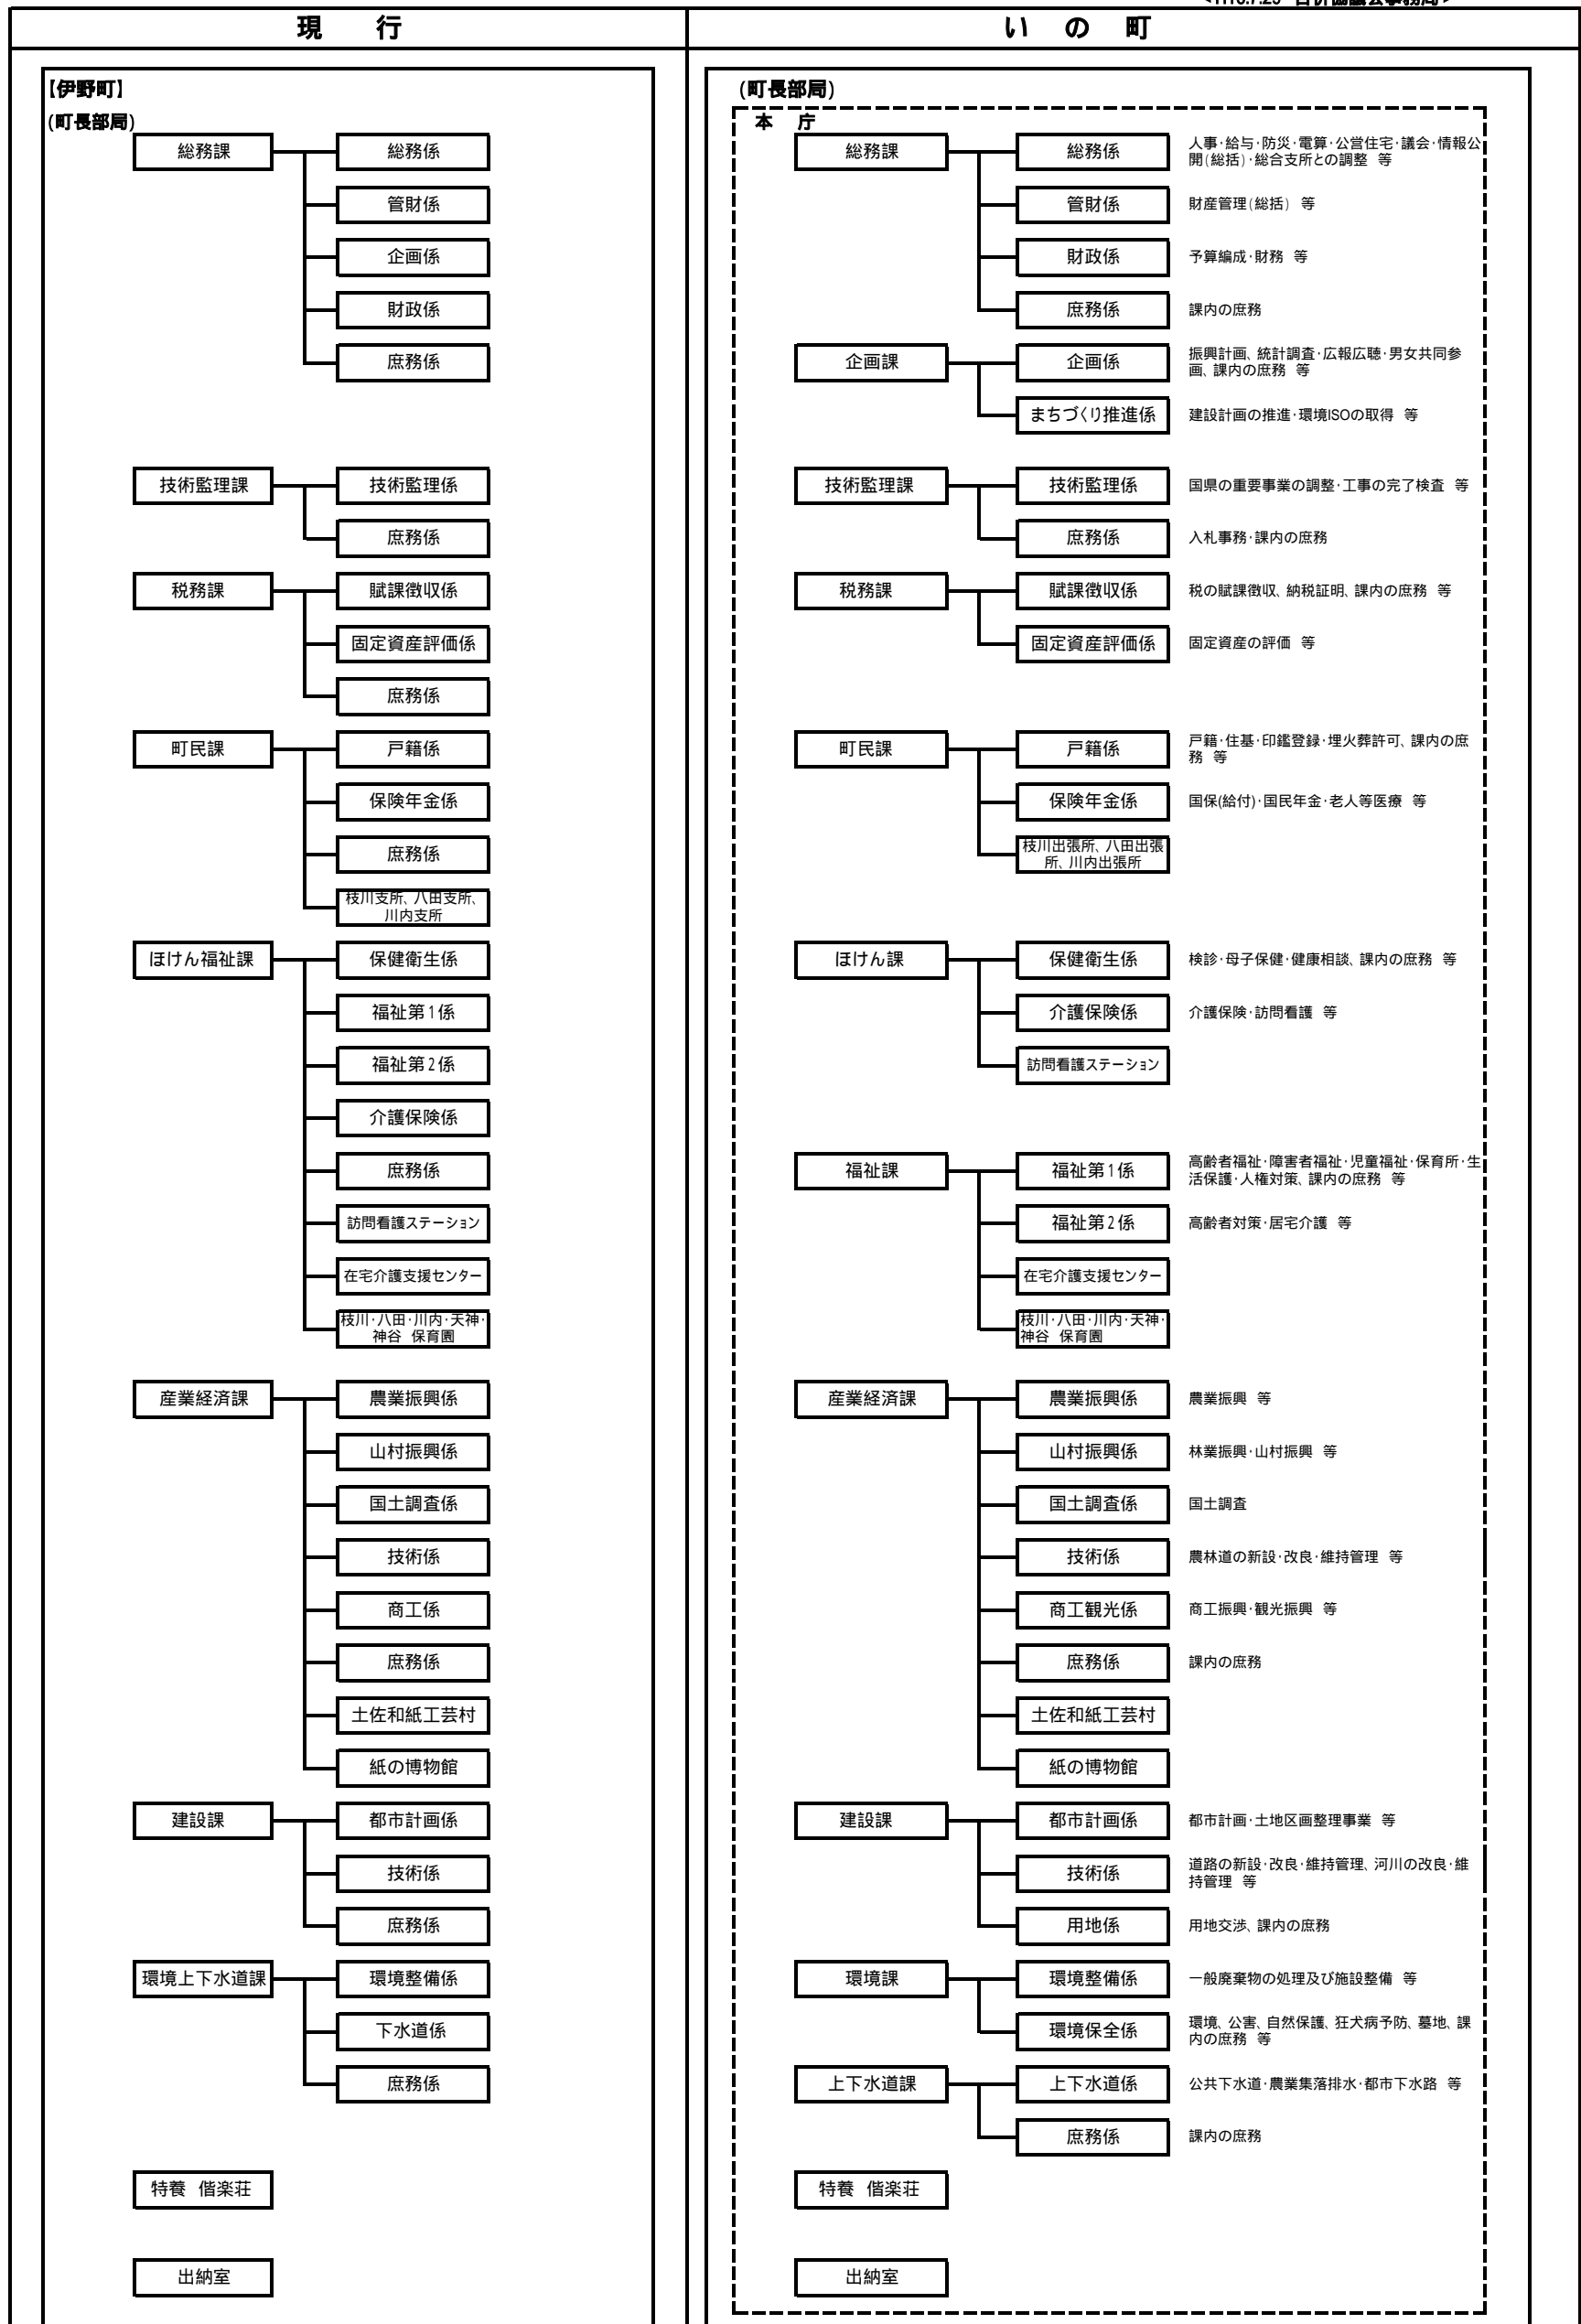 現　行
いの町
【伊野町】
(町長部局)
総務課
総務係
管財係
企画係
財政係
庶務係
技術監理課
技術監理係
庶務係
税務課
賦課徴収係
固定資産評価係
庶務係
町民課
戸籍係
保険年金係
庶務係
枝川支所、八田支所、
川内支所
ほけん福祉課
保健衛生係
福祉第1係
福祉第2係
介護保険係
庶務係
訪問看護ステーション
在宅介護支援センター
枝川・八田・川内・天神・
神谷 保育園
産業経済課
農業振興係
山村振興係
国土調査係
技術係
商工係
庶務係
土佐和紙工芸村
紙の博物館
建設課
都市計画係
技術係
庶務係
環境上下水道課
環境整備係
下水道係
庶務係
特養 偕楽荘
出納室
(町長部局)
本　庁
総務課
総務係
人事・給与・防災・電算・公営住宅・議会・情報公
開(総括)・総合支所との調整 等
管財係
財産管理(総括) 等
財政係
予算編成・財務 等
庶務係
課内の庶務
企画課
企画係
振興計画、統計調査・広報広聴・男女共同参
画、課内の庶務 等
まちづくり推進係
建設計画の推進・環境ISOの取得 等
技術監理課
技術監理係
国県の重要事業の調整・工事の完了検査 等
庶務係
入札事務・課内の庶務
税務課
賦課徴収係
税の賦課徴収、納税証明、課内の庶務 等
固定資産評価係
固定資産の評価 等
町民課
戸籍係
戸籍・住基・印鑑登録・埋火葬許可、課内の庶
務 等
保険年金係
国保(給付)・国民年金・老人等医療 等
枝川出張所、八田出張
所、川内出張所
ほけん課
保健衛生係
検診・母子保健・健康相談、課内の庶務 等
介護保険係
介護保険・訪問看護 等
訪問看護ステーション
福祉課
福祉第1係
高齢者福祉・障害者福祉・児童福祉・保育所・生
活保護・人権対策、課内の庶務 等
福祉第2係
高齢者対策・居宅介護 等
在宅介護支援センター
枝川・八田・川内・天神・
神谷 保育園
産業経済課
農業振興係
農業振興 等
山村振興係
林業振興・山村振興 等
国土調査係
国土調査
技術係
農林道の新設・改良・維持管理 等
商工観光係
商工振興・観光振興 等
庶務係
課内の庶務
土佐和紙工芸村
紙の博物館
建設課
都市計画係
都市計画・土地区画整理事業 等
技術係
道路の新設・改良・維持管理、河川の改良・維
持管理 等
用地係
用地交渉、課内の庶務
環境課
環境整備係
一般廃棄物の処理及び施設整備 等
環境保全係
環境、公害、自然保護、狂犬病予防、墓地、課
内の庶務 等
上下水道課
上下水道係
公共下水道・農業集落排水・都市下水路 等
庶務係
課内の庶務
特養 偕楽荘
出納室